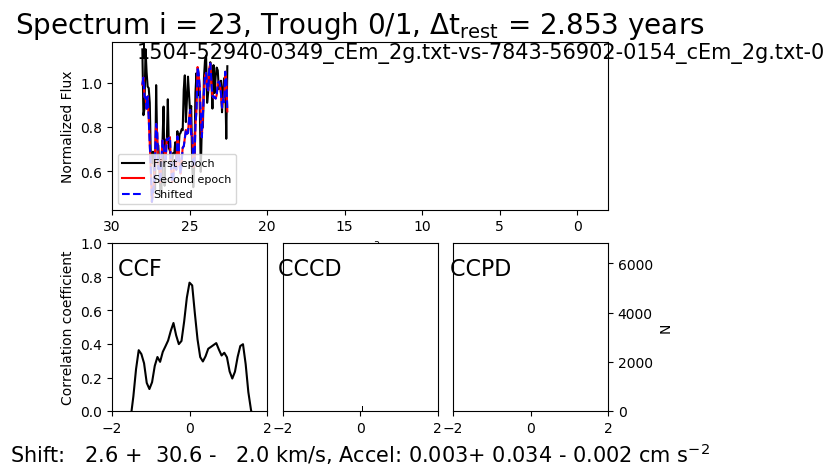 Spectrum i = 23, Trough 0/1, Δt_rest = 2.853 years
1504-52940-0349_cEm_2g.txt-vs-7843-56902-0154_cEm_2g.txt-0
Normalized Flux
1.0
0.8
0.6
First epoch
Second epoch
Shifted
30 25 20 15 10 5 0
Correlation coefficient
1.0
0.8
0.6
0.4
0.2
0.0
CCF
CCCD
CCPD
6000
4000
2000
0
N
−2 0 2
−2 0 2
−2 0 2
Shift: 2.6 + 30.6 - 2.0 km/s, Accel: 0.003+ 0.034 - 0.002 cm s⁻²